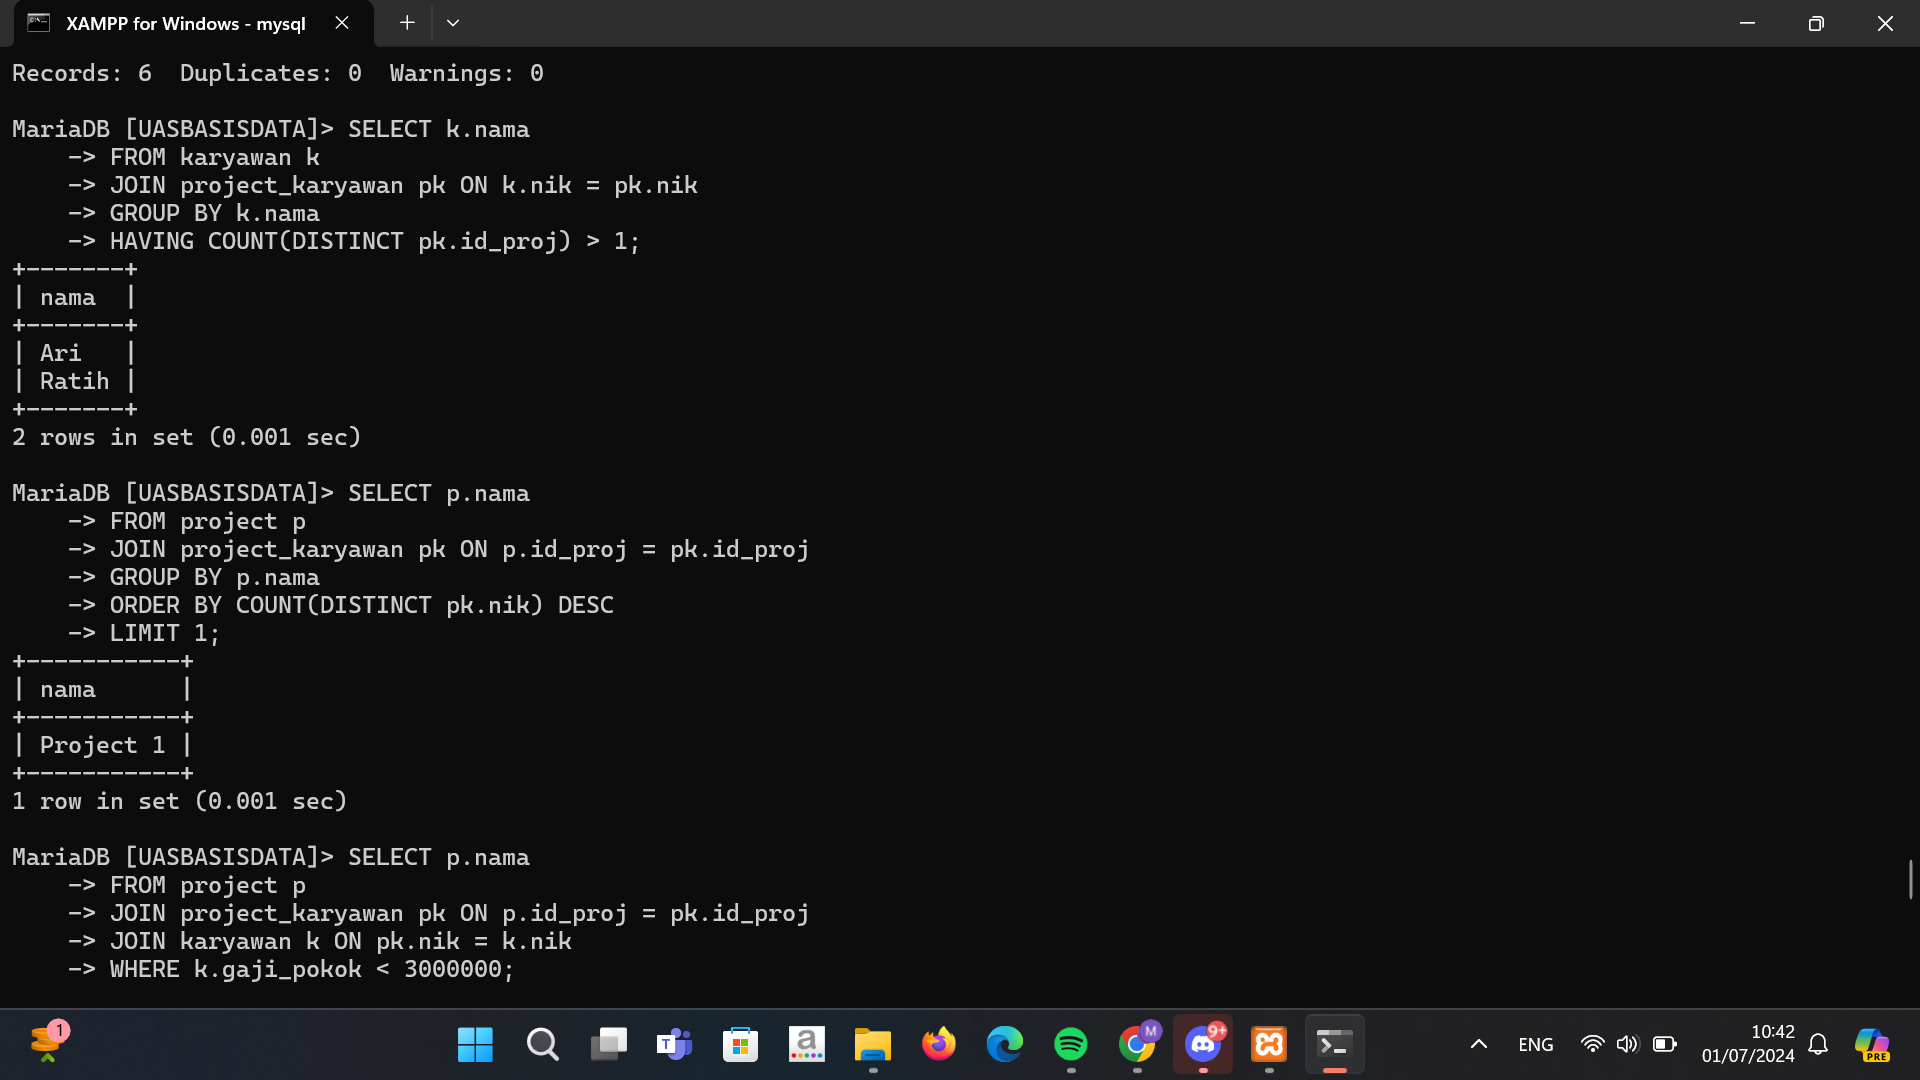 XAMPP for Windows - mysql
Records: 6  Duplicates: 0  Warnings: 0
MariaDB [UASBASISDATA]> SELECT k.nama
    -> FROM karyawan k
    -> JOIN project_karyawan pk ON k.nik = pk.nik
    -> GROUP BY k.nama
    -> HAVING COUNT(DISTINCT pk.id_proj) > 1;
+-------+
| nama  |
+-------+
| Ari   |
| Ratih |
+-------+
2 rows in set (0.001 sec)
MariaDB [UASBASISDATA]> SELECT p.nama
    -> FROM project p
    -> JOIN project_karyawan pk ON p.id_proj = pk.id_proj
    -> GROUP BY p.nama
    -> ORDER BY COUNT(DISTINCT pk.nik) DESC
    -> LIMIT 1;
+-----------+
| nama      |
+-----------+
| Project 1 |
+-----------+
1 row in set (0.001 sec)
MariaDB [UASBASISDATA]> SELECT p.nama
    -> FROM project p
    -> JOIN project_karyawan pk ON p.id_proj = pk.id_proj
    -> JOIN karyawan k ON pk.nik = k.nik
    -> WHERE k.gaji_pokok < 3000000;
1
T
a
M
9+
ENG
10:42
01/07/2024
PRE